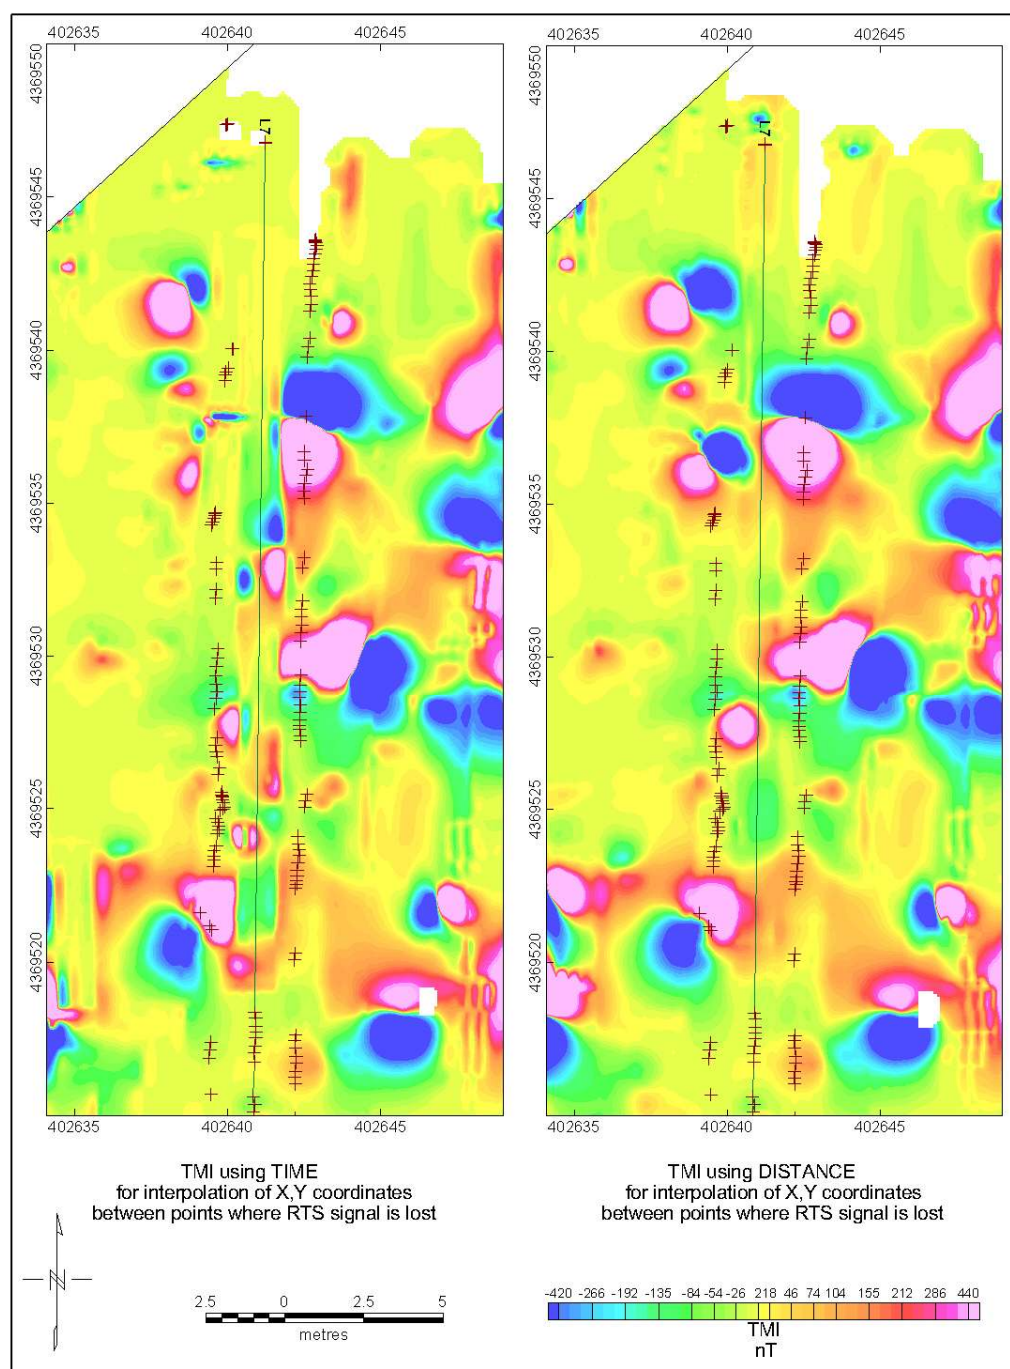 402635 402640 402645 402635 402640 402645
4369550 4369550
L7 L7
4369545 4369545
4369540 4369540
4369535 4369535
4369530 4369530
4369525 4369525
4369520 4369520
402635 402640 402645 402635 402640 402645
TMI using TIME
for interpolation of X,Y coordinates
between points where RTS signal is lost
TMI using DISTANCE
for interpolation of X,Y coordinates
between points where RTS signal is lost
N
2.5 0 2.5 5
metres
-420 -266 -192 -135 -84 -54 -26 218 46 74 104 155 212 286 440
TMI
nT